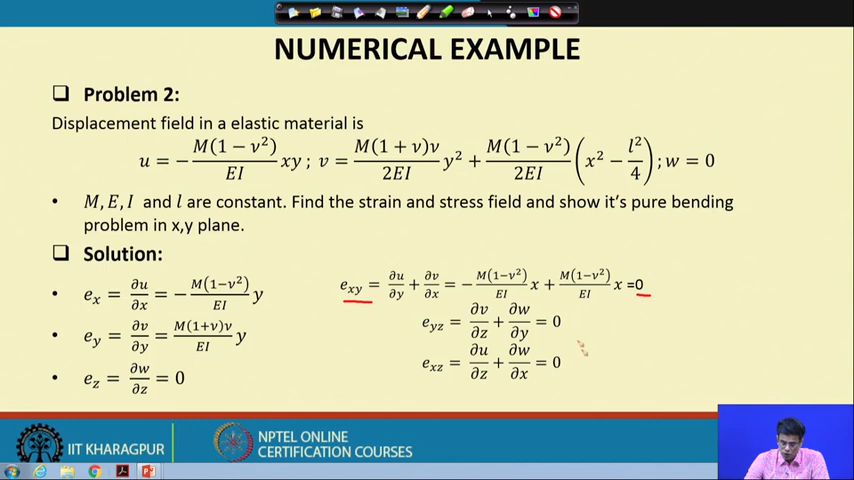 NUMERICAL EXAMPLE
❑ Problem 2:
Displacement field in a elastic material is
u = −M(1 − ν²)/EI xy ; v = M(1 + ν)ν/2EI y² + M(1 − ν²)/2EI (x² − l²/4) ; w = 0
• M, E, I and l are constant. Find the strain and stress field and show it's pure bending
problem in x,y plane.
❑ Solution:
• e_x = ∂u/∂x = −M(1−ν²)/EI y
e_xy = ∂u/∂y + ∂v/∂x = −M(1−ν²)/EI x + M(1−ν²)/EI x =0
• e_y = ∂v/∂y = M(1+ν)ν/EI y
e_yz = ∂v/∂z + ∂w/∂y = 0
• e_z = ∂w/∂z = 0
e_xz = ∂u/∂z + ∂w/∂x = 0
IIT KHARAGPUR
NPTEL ONLINE
CERTIFICATION COURSES